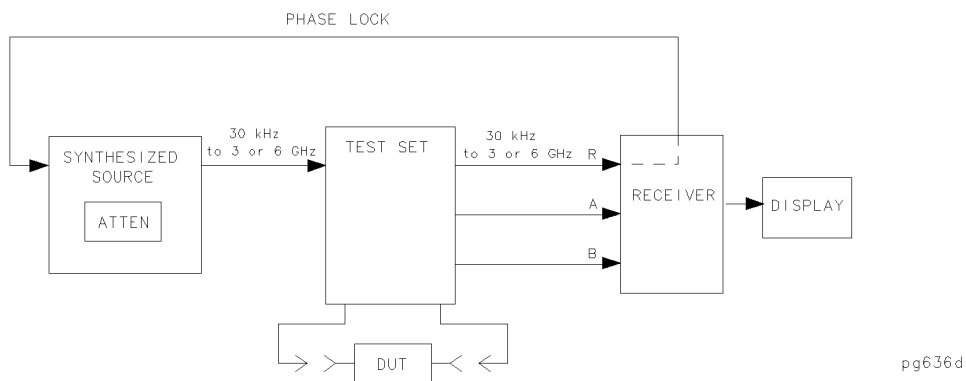 PHASE LOCK
SYNTHESIZED
SOURCE
ATTEN
30 kHz
to 3 or 6 GHz
TEST SET
30 kHz
to 3 or 6 GHz
R
A
B
RECEIVER
DISPLAY
DUT
pg636d